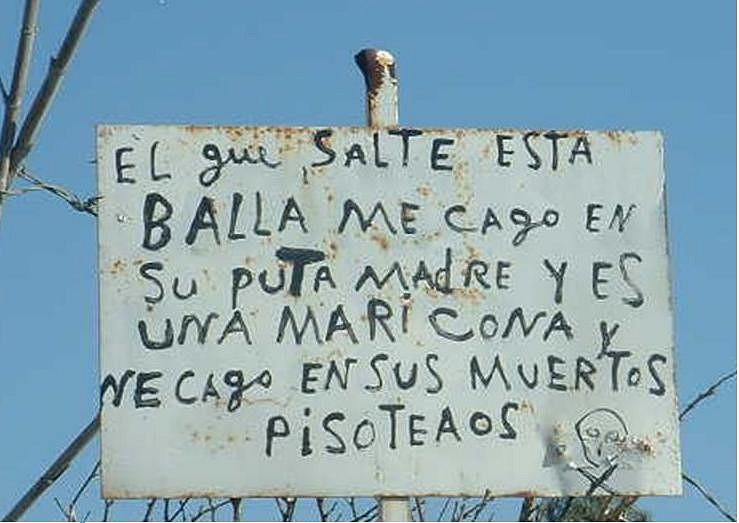 EL que SALTE ESTA
BALLA ME CAgo EN
Su puTA MAdRE Y ES
UNA MARiCONA y
NE CAgo EN SUS MUERTOS
PiSOTEAOS